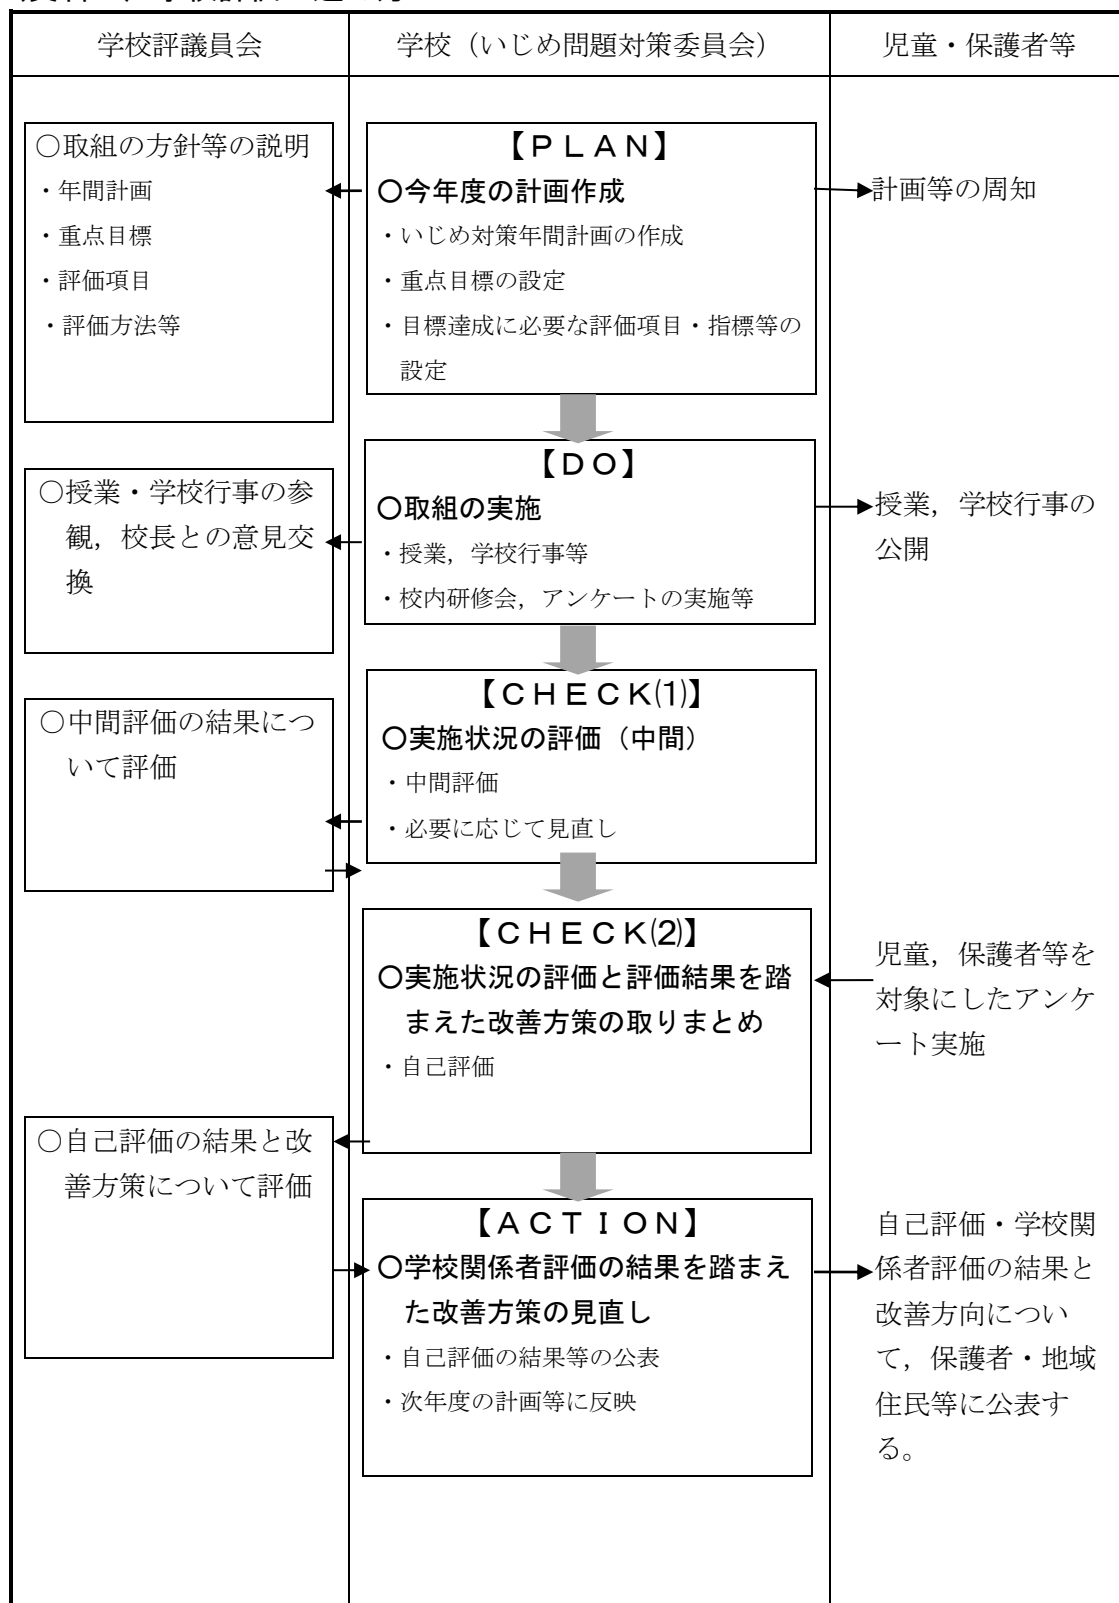 学校評議員会
学校（いじめ問題対策委員会）
児童・保護者等
○取組の方針等の説明
・年間計画
・重点目標
・評価項目
・評価方法等
【ＰＬＡＮ】
○今年度の計画作成
・いじめ対策年間計画の作成
・重点目標の設定
・目標達成に必要な評価項目・指標等の
設定
計画等の周知
○授業・学校行事の参
観，校長との意見交
換
【ＤＯ】
○取組の実施
・授業，学校行事等
・校内研修会，アンケートの実施等
授業，学校行事の
公開
○中間評価の結果につ
いて評価
【ＣＨＥＣＫ⑴】
○実施状況の評価（中間）
・中間評価
・必要に応じて見直し
【ＣＨＥＣＫ⑵】
○実施状況の評価と評価結果を踏
まえた改善方策の取りまとめ
・自己評価
児童，保護者等を
対象にしたアンケ
ート実施
○自己評価の結果と改
善方策について評価
【ＡＣＴＩＯＮ】
○学校関係者評価の結果を踏まえ
た改善方策の見直し
・自己評価の結果等の公表
・次年度の計画等に反映
自己評価・学校関
係者評価の結果と
改善方向につい
て，保護者・地域
住民等に公表す
る。